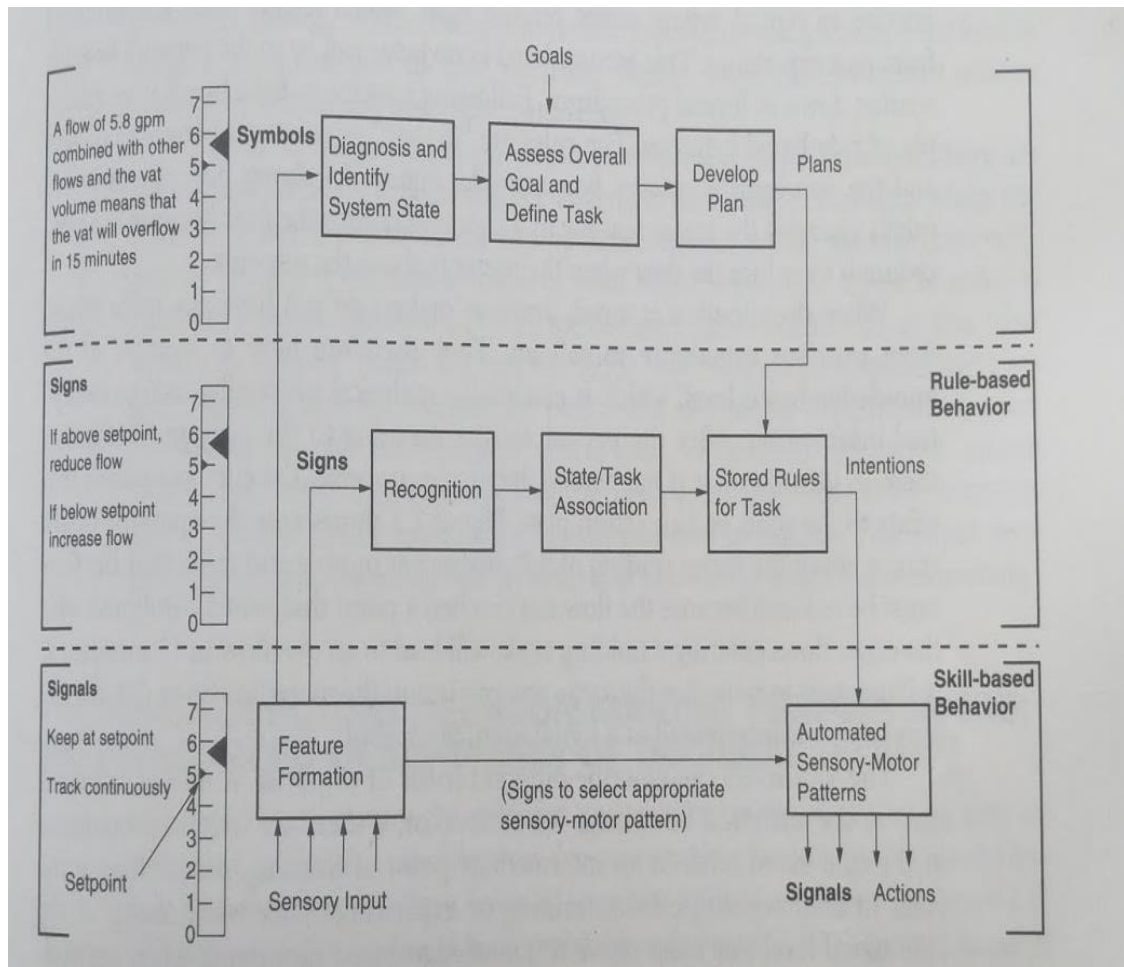 Goals
A flow of 5.8 gpm
combined with other
flows and the vat
volume means that
the vat will overflow
in 15 minutes
7
6
5
4
3
2
1
0
Symbols
Diagnosis and
Identify
System State
Assess Overall
Goal and
Define Task
Develop
Plan
Plans
Signs
If above setpoint,
reduce flow
If below setpoint
increase flow
7
6
5
4
3
2
1
0
Signs
Recognition
State/Task
Association
Stored Rules
for Task
Intentions
Rule-based
Behavior
Signals
Keep at setpoint
Track continuously
Setpoint
7
6
5
4
3
2
1
0
Feature
Formation
Sensory Input
(Signs to select appropriate
sensory-motor pattern)
Automated
Sensory-Motor
Patterns
Signals Actions
Skill-based
Behavior